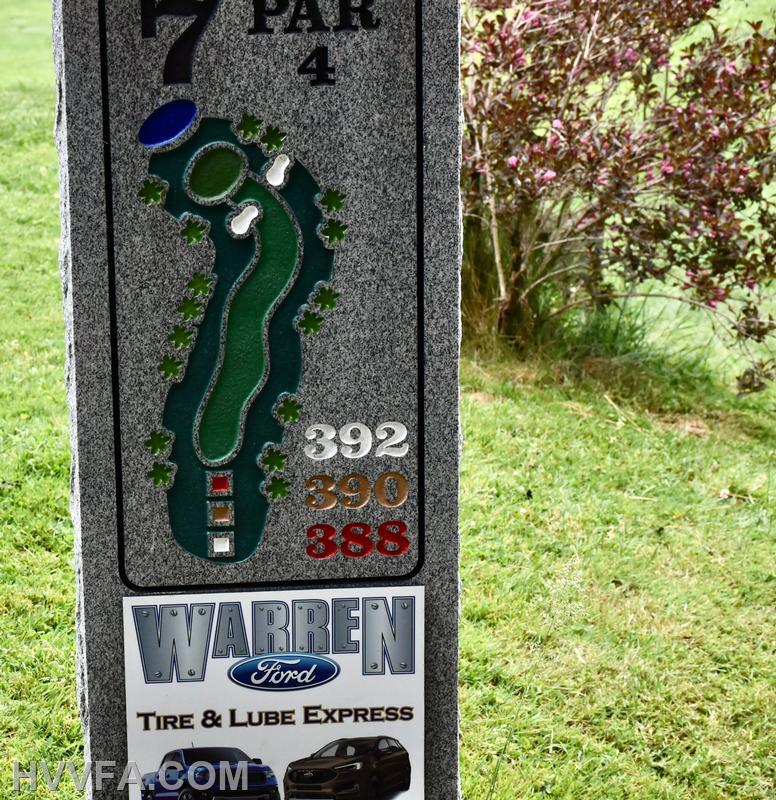 7 PAR
4
392
390
388
WARREN
Ford
TIRE & LUBE EXPRESS
HVVFA.COM